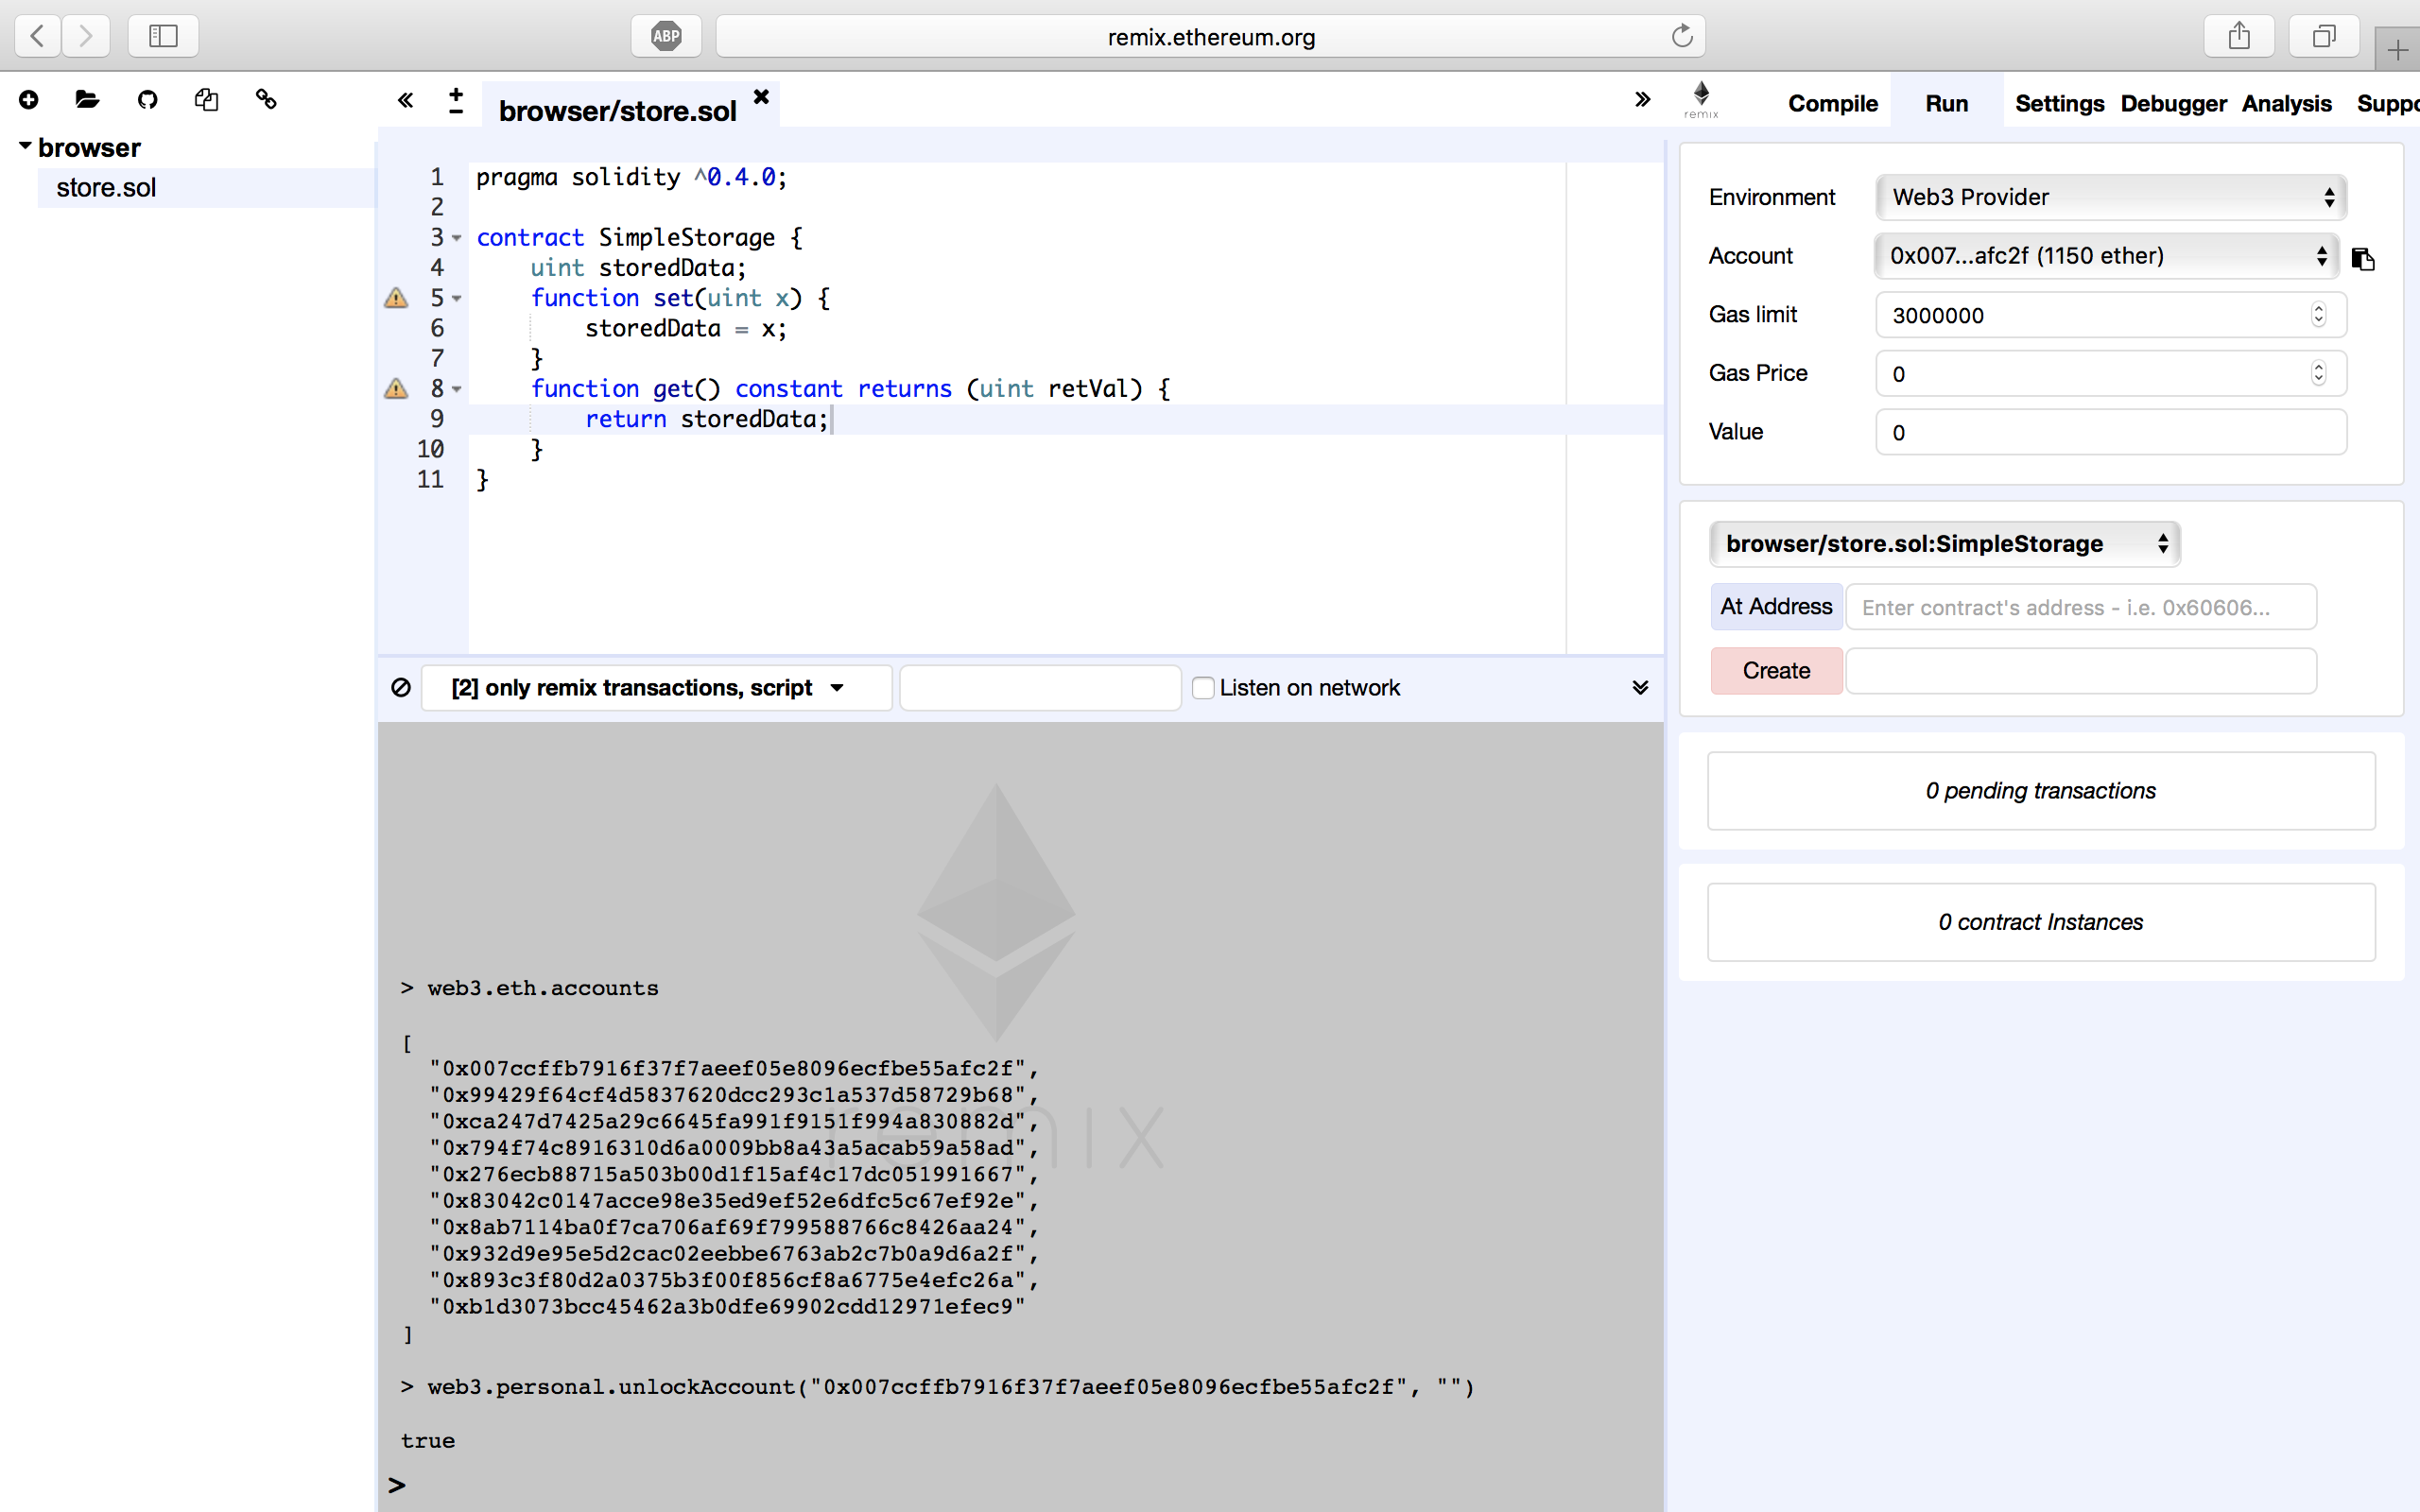 ABP
remix.ethereum.org
browser
store.sol
browser/store.sol
1 pragma solidity ^0.4.0;
2
3 contract SimpleStorage {
4 uint storedData;
5 function set(uint x) {
6 storedData = x;
7 }
8 function get() constant returns (uint retVal) {
9 return storedData;
10 }
11 }
[2] only remix transactions, script
Listen on network
> web3.eth.accounts
[
"0x007ccffb7916f37f7aeef05e8096ecfbe55afc2f",
"0x99429f64cf4d5837620dcc293c1a537d58729b68",
"0xca247d7425a29c6645fa991f9151f994a830882d",
"0x794f74c8916310d6a0009bb8a43a5acab59a58ad",
"0x276ecb88715a503b00d1f15af4c17dc051991667",
"0x83042c0147acce98e35ed9ef52e6dfc5c67ef92e",
"0x8ab7114ba0f7ca706af69f799588766c8426aa24",
"0x932d9e95e5d2cac02eebbe6763ab2c7b0a9d6a2f",
"0x893c3f80d2a0375b3f00f856cf8a6775e4efc26a",
"0xb1d3073bcc45462a3b0dfe69902cdd12971efec9"
]
> web3.personal.unlockAccount("0x007ccffb7916f37f7aeef05e8096ecfbe55afc2f", "")
true
>
remix
remix
Compile Run Settings Debugger Analysis Suppo
Environment Web3 Provider
Account 0x007...afc2f (1150 ether)
Gas limit 3000000
Gas Price 0
Value 0
browser/store.sol:SimpleStorage
At Address Enter contract's address - i.e. 0x60606...
Create
0 pending transactions
0 contract Instances